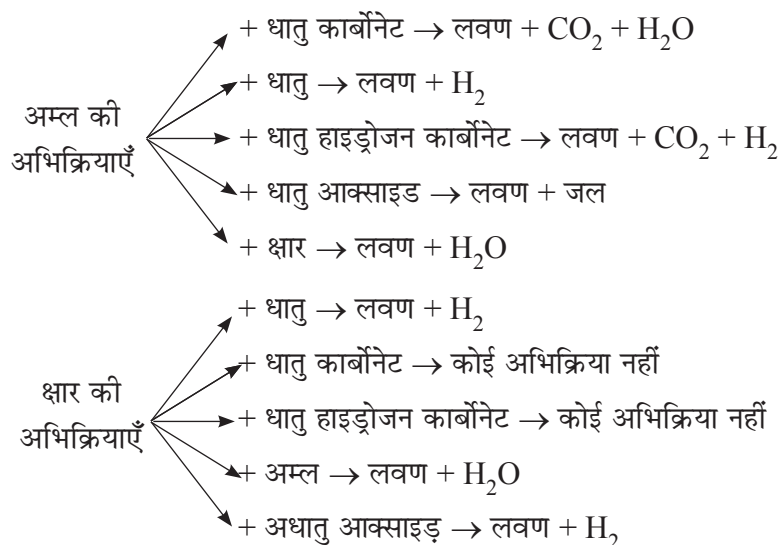 अम्ल की
अभिक्रियाएँ
+ धातु कार्बोनेट → लवण + CO₂ + H₂O
+ धातु → लवण + H₂
+ धातु हाइड्रोजन कार्बोनेट → लवण + CO₂ + H₂
+ धातु आक्साइड → लवण + जल
+ क्षार → लवण + H₂O
क्षार की
अभिक्रियाएँ
+ धातु → लवण + H₂
+ धातु कार्बोनेट → कोई अभिक्रिया नहीं
+ धातु हाइड्रोजन कार्बोनेट → कोई अभिक्रिया नहीं
+ अम्ल → लवण + H₂O
+ अधातु आक्साइड़ → लवण + H₂